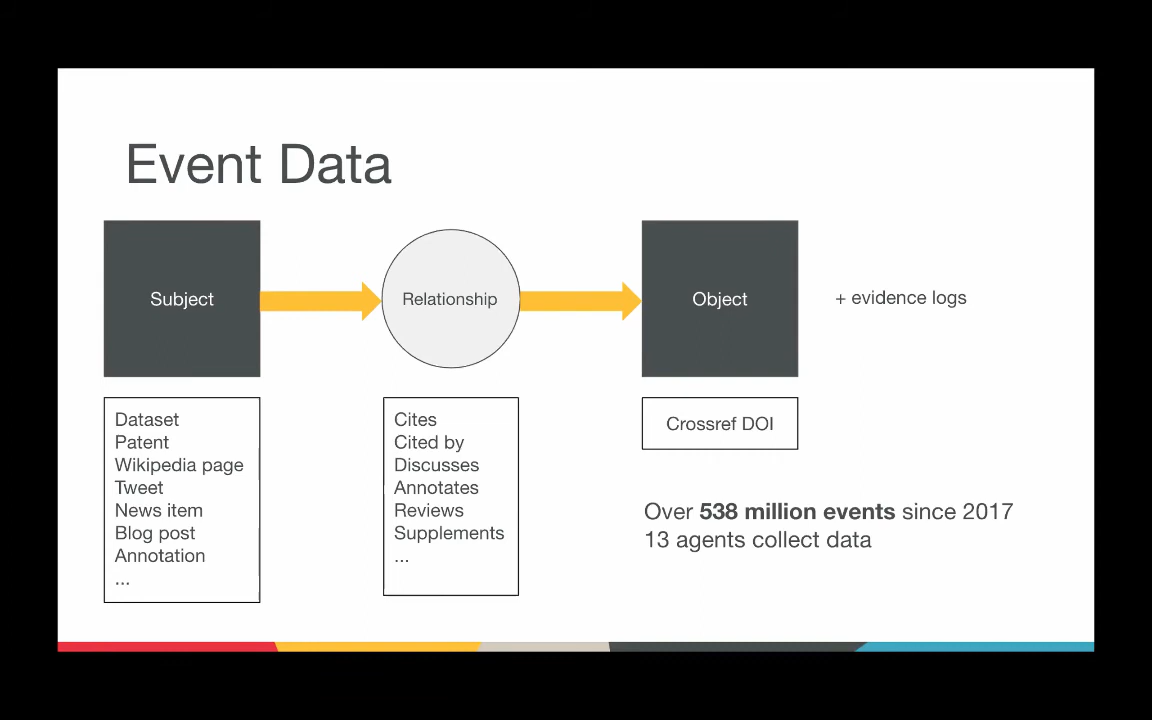 Event Data
Subject
Relationship
Object
+ evidence logs
Dataset
Patent
Wikipedia page
Tweet
News item
Blog post
Annotation
...
Cites
Cited by
Discusses
Annotates
Reviews
Supplements
...
Crossref DOI
Over 538 million events since 2017
13 agents collect data